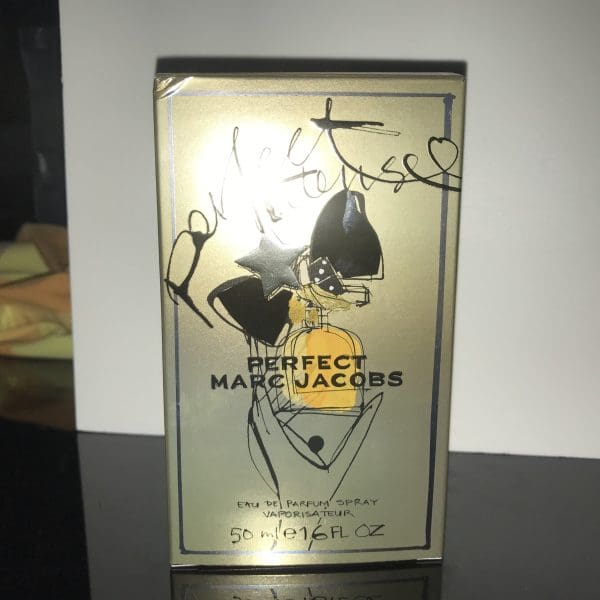 perfect
intense
PERFECT
MARC JACOBS
EAU DE PARFUM SPRAY
VAPORISATEUR
50 ml ℮ 1.6 FL OZ